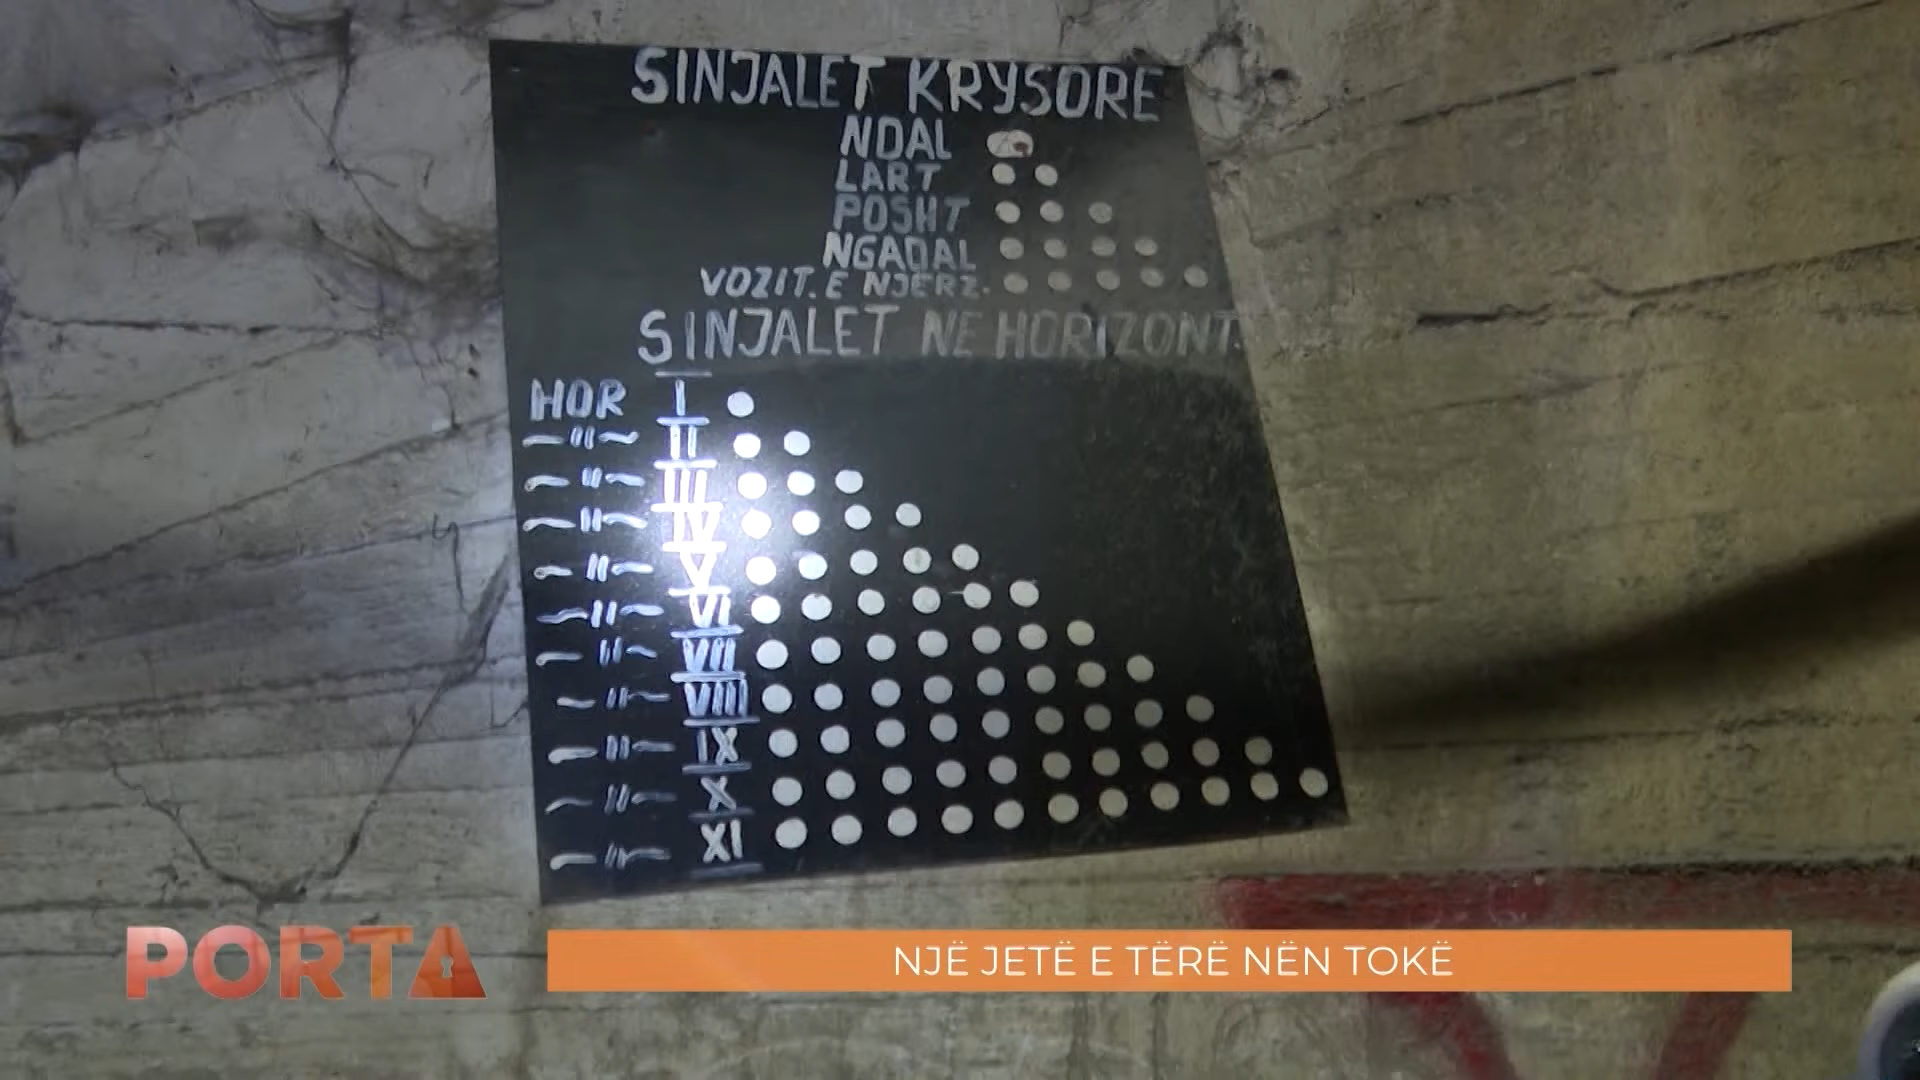 SINJALET KRYSORE
NDAL
LART
POSHT
NGADAL
VOZIT. E NJERZ.
SINJALET NE HORIZONT.
HOR I
—"— II
—"— III
—"— IV
—"— V
—"— VI
—"— VII
—"— VIII
—"— IX
—"— X
—"— XI
PORTA
NJË JETË E TËRË NËN TOKË